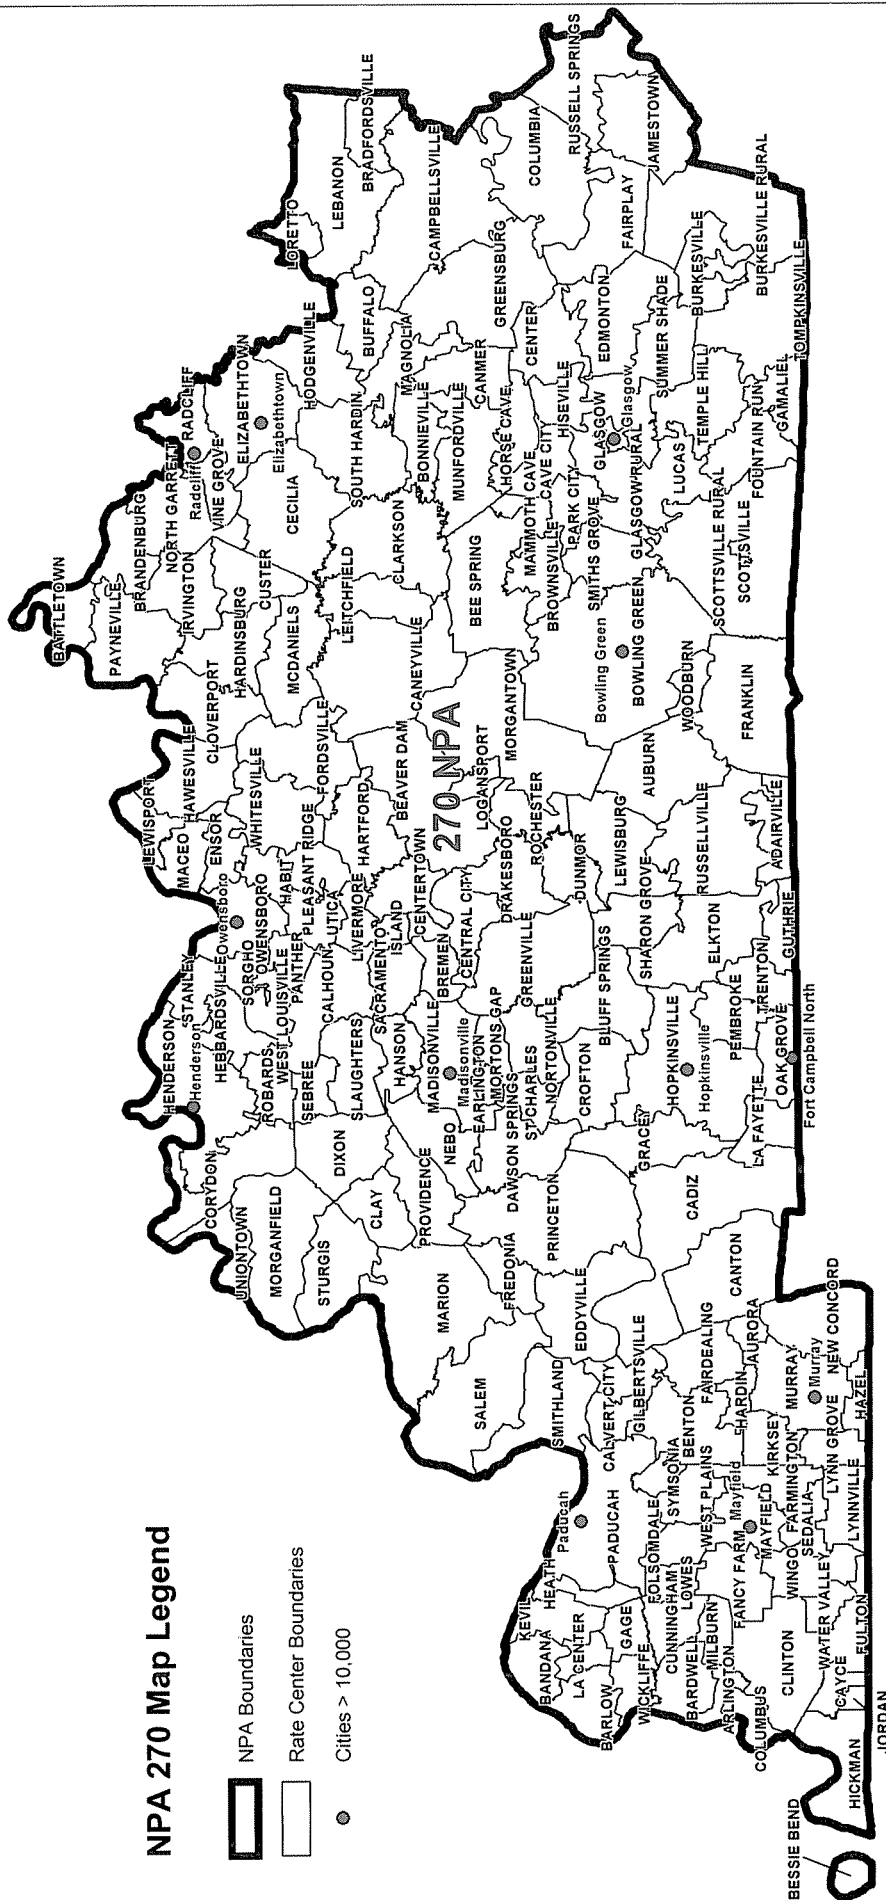 NPA 270 Map Legend
NPA Boundaries
Rate Center Boundaries
Cities > 10,000
270 NPA
BATTLETOWN
PAYNEVILLE
BRANDENBURG
NORTH GARRETT
RADCLIFF
Radcliff
VINE GROVE
IRVINGTON
ELIZABETHTOWN
Elizabethtown
CECILIA
CUSTER
HARDINSBURG
CLOVERPORT
MCDANIELS
HODGENVILLE
LORETTO
LEBANON
BRADFORDSVILLE
BUFFALO
SOUTH HARDIN
MAGNOLIA
CAMPBELLSVILLE
LEITCHFIELD
CLARKSON
BONNIEVILLE
MUNFORDVILLE
CANMER
GREENSBURG
COLUMBIA
RUSSELL SPRINGS
JAMESTOWN
FAIRPLAY
CENTER
EDMONTON
SUMMER SHADE
BURKESVILLE
BURKESVILLE RURAL
TOMPKINSVILLE
GAMALIEL
FOUNTAIN RUN
TEMPLE HILL
LUCAS
HISEVILLE
HORSE CAVE
CAVE CITY
MAMMOTH CAVE
PARK CITY
GLASGOW
Glasgow
GLASGOW RURAL
SMITHS GROVE
BROWNSVILLE
BEE SPRING
SCOTTSVILLE RURAL
SCOTTSVILLE
Bowling Green
BOWLING GREEN
WOODBURN
FRANKLIN
CANEYVILLE
MORGANTOWN
LOGANSPORT
ROCHESTER
AUBURN
LEWISBURG
RUSSELLVILLE
ADAIRVILLE
LEWISPORT
HAWESVILLE
MACEO
ENSOR
WHITESVILLE
FORDSVILLE
Owensboro
OWENSBORO
HABIT
PLEASANT RIDGE
HARTFORD
BEAVER DAM
SORGHO
PANTHER
UTICA
LIVERMORE
CENTERTOWN
STANLEY
WEST LOUISVILLE
CALHOUN
SACRAMENTO
ISLAND
BREMEN
CENTRAL CITY
DRAKESBORO
DUNMOR
GREENVILLE
SHARON GROVE
ELKTON
GUTHRIE
TRENTON
HENDERSON
Henderson
HEBBARDSVILLE
ROBARDS
SEBREE
SLAUGHTERS
HANSON
MADISONVILLE
Madisonville
EARLINGTON
MORTONS GAP
ST CHARLES
NORTONVILLE
BLUFF SPRINGS
CROFTON
HOPKINSVILLE
Hopkinsville
PEMBROKE
OAK GROVE
Fort Campbell North
LA FAYETTE
CORYDON
DIXON
NEBO
DAWSON SPRINGS
GRACEY
CADIZ
UNIONTOWN
MORGANFIELD
STURGIS
CLAY
PROVIDENCE
PRINCETON
MARION
FREDONIA
EDDYVILLE
CANTON
SALEM
SMITHLAND
CALVERT CITY
GILBERTSVILLE
FAIRDEALING
AURORA
NEW CONCORD
MURRAY
Murray
HAZEL
HARDIN
BENTON
KIRKSEY
LYNN GROVE
Paducah
PADUCAH
SYMSONIA
WEST PLAINS
Mayfield
MAYFIELD
FARMINGTON
SEDALIA
LYNNVILLE
KEVIL
HEATH
BANDANA
LA CENTER
GAGE
FOLSOMDALE
LOWES
CUNNINGHAM
FANCY FARM
WINGO
WATER VALLEY
FULTON
BARLOW
WICKLIFFE
BARDWELL
MILBURN
ARLINGTON
COLUMBUS
CLINTON
CAYCE
JORDAN
HICKMAN
BESSIE BEND